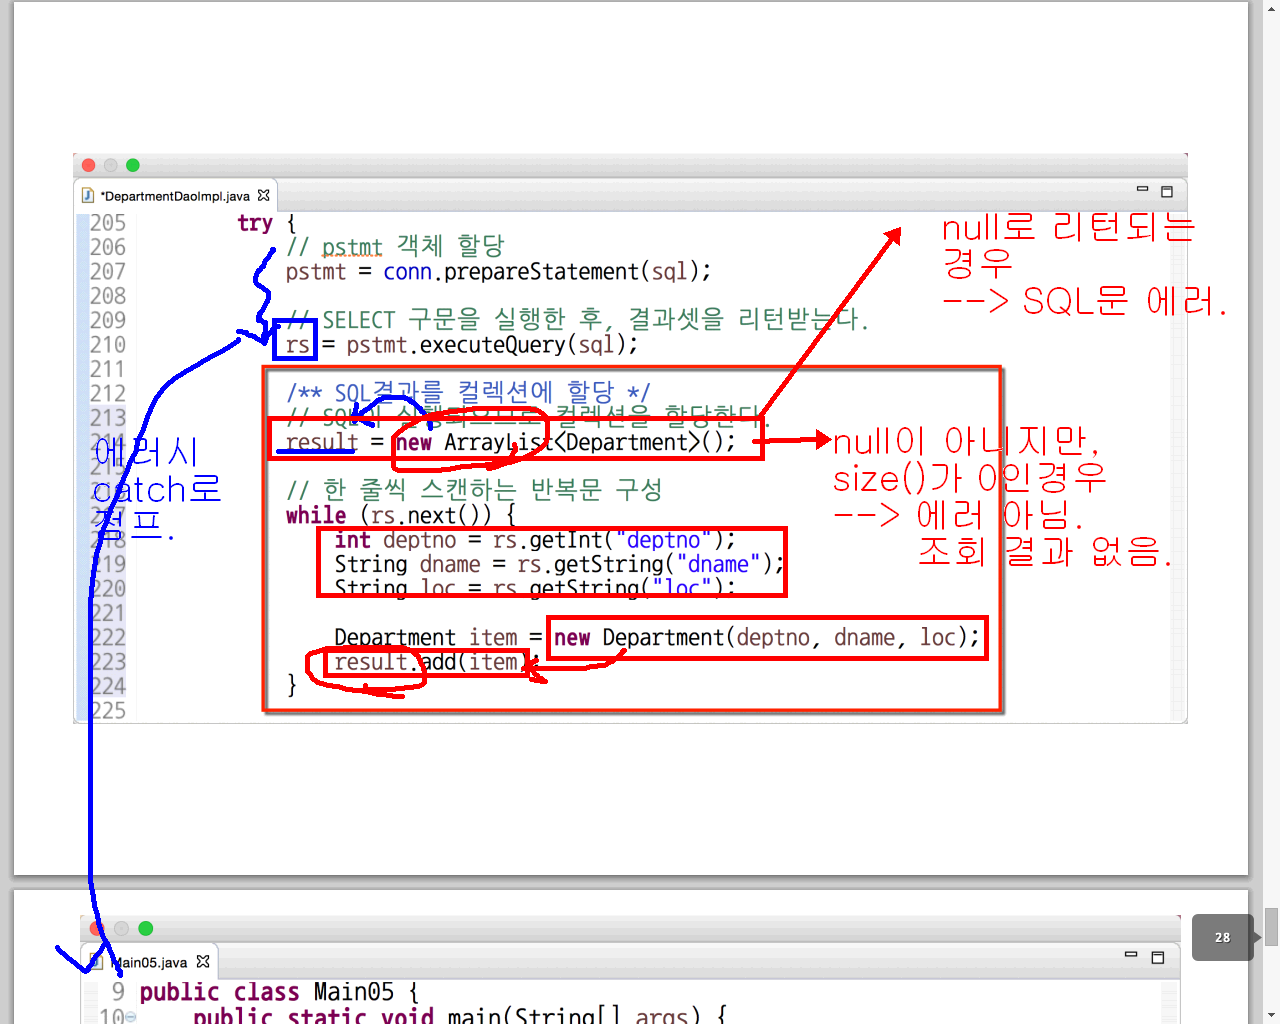 *DepartmentDaoImpl.java
205 try {
206 // pstmt 객체 할당
207 pstmt = conn.prepareStatement(sql);
208
209 // SELECT 구문을 실행한 후, 결과셋을 리턴받는다.
210 rs = pstmt.executeQuery(sql);
211
212 /** SQL결과를 컬렉션에 할당 */
213 // SQL이 실행되었으므로 컬렉션을 할당한다.
result = new ArrayList<Department>();
// 한 줄씩 스캔하는 반복문 구성
while (rs.next()) {
218 int deptno = rs.getInt("deptno");
219 String dname = rs.getString("dname");
220 String loc = rs.getString("loc");
221
222 Department item = new Department(deptno, dname, loc);
223 result.add(item);
224 }
225
null로 리턴되는
경우
--> SQL문 에러.
null이 아니지만,
size()가 0인경우
--> 에러 아님.
조회 결과 없음.
에러시
catch로
점프.
28
Main05.java
9 public class Main05 {
10 public static void main(String[] args) {